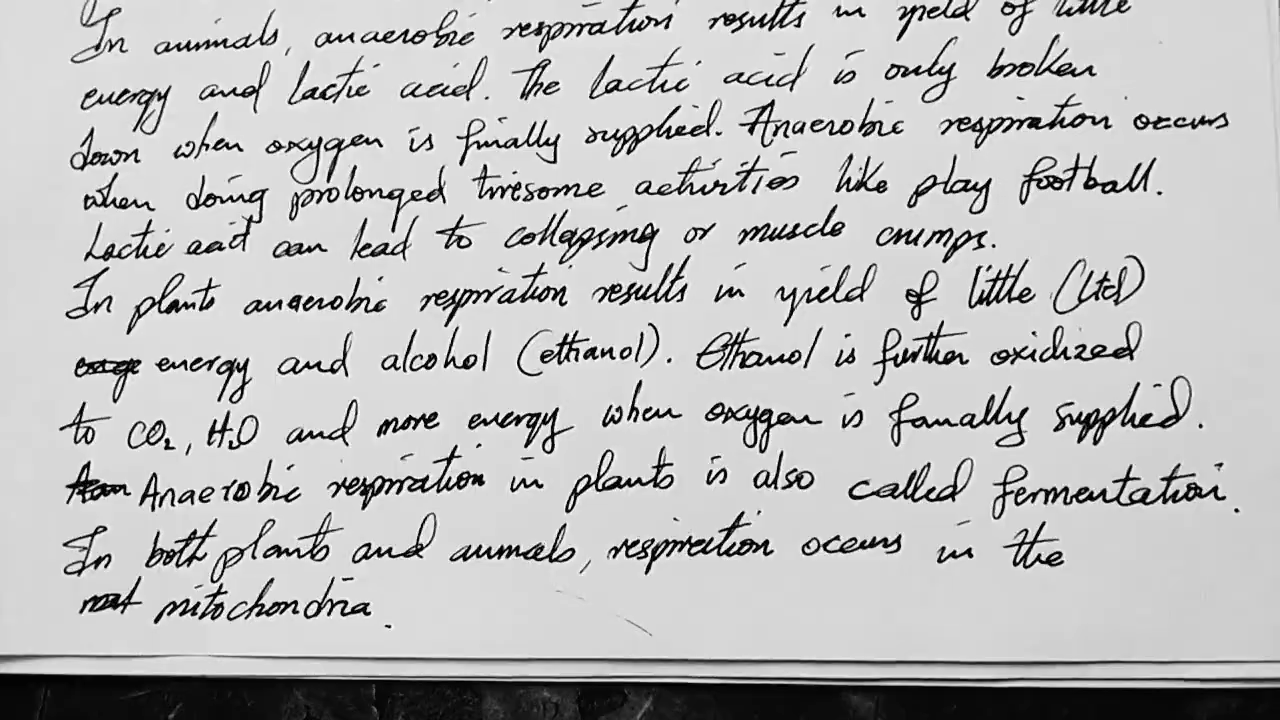 In animals, anaerobic respiration results in yield of little
energy and lactic acid. The lactic acid is only broken
down when oxygen is finally supplied. Anaerobic respiration occurs
when doing prolonged tiresome activities like play football.
Lactic acid can lead to collapsing or muscle crumps.
In plants anaerobic respiration results in yield of little (Ltd)
energy and alcohol (ethanol). Ethanol is further oxidized
to CO₂, H₂O and more energy when oxygen is fanally supplied.
Anaerobic respiration in plants is also called fermentation.
In both plants and animals, respiration occurs in the
mitochondria.